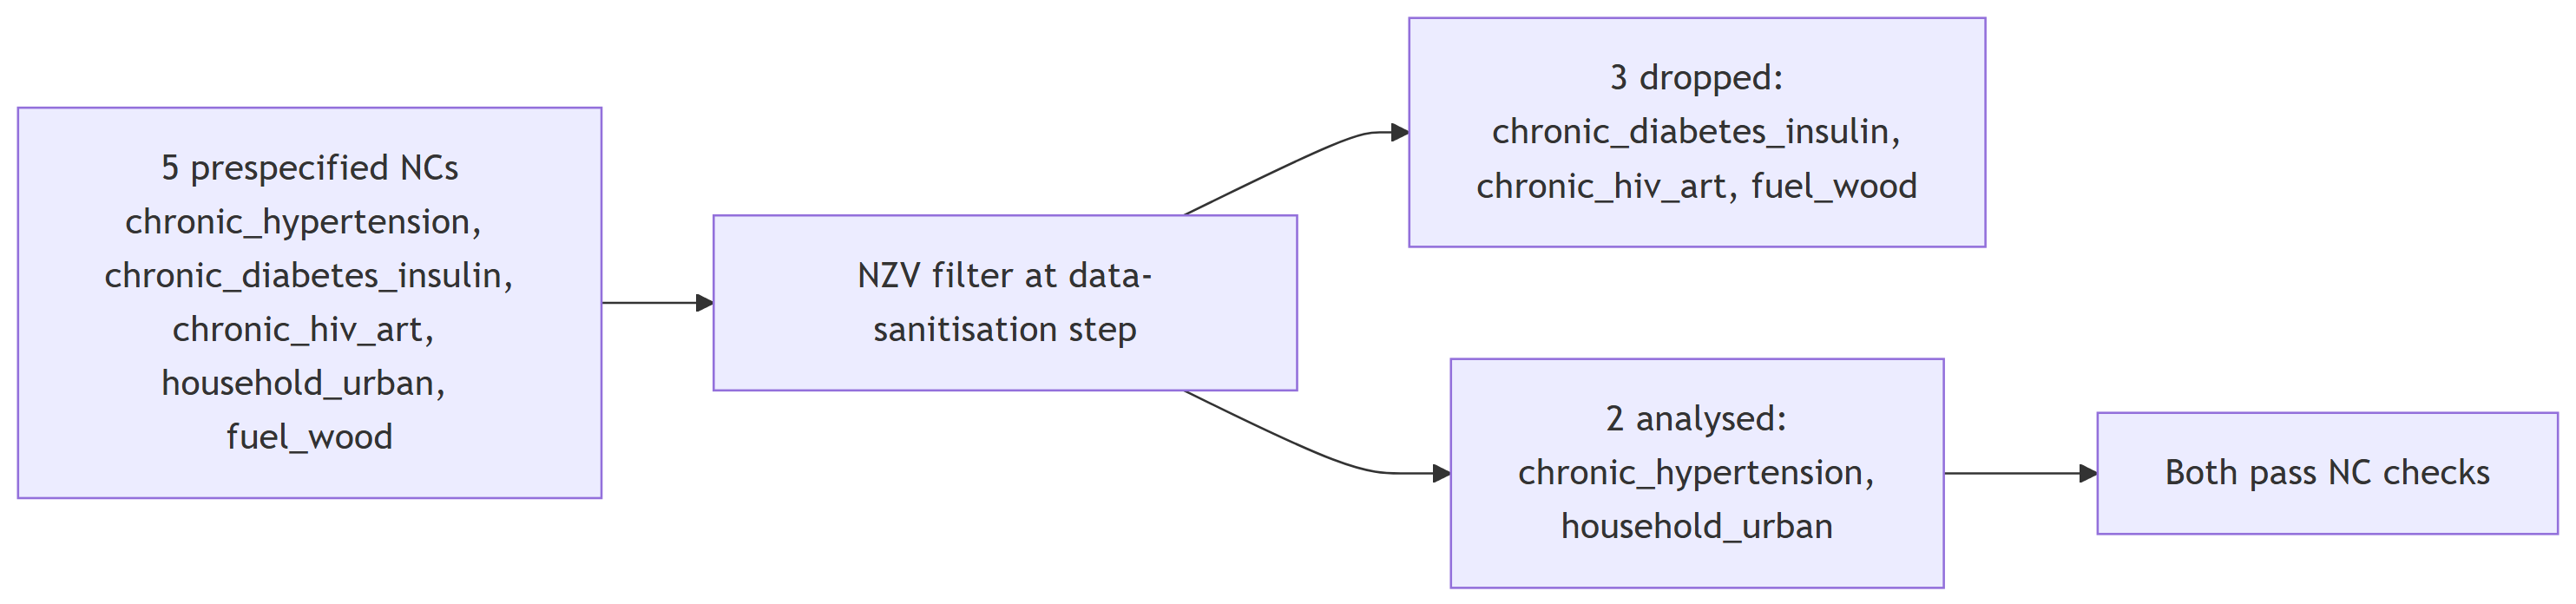 5 prespecified NCs
chronic_hypertension,
chronic_diabetes_insulin,
chronic_hiv_art,
household_urban,
fuel_wood
NZV filter at data-
sanitisation step
3 dropped:
chronic_diabetes_insulin,
chronic_hiv_art, fuel_wood
2 analysed:
chronic_hypertension,
household_urban
Both pass NC checks